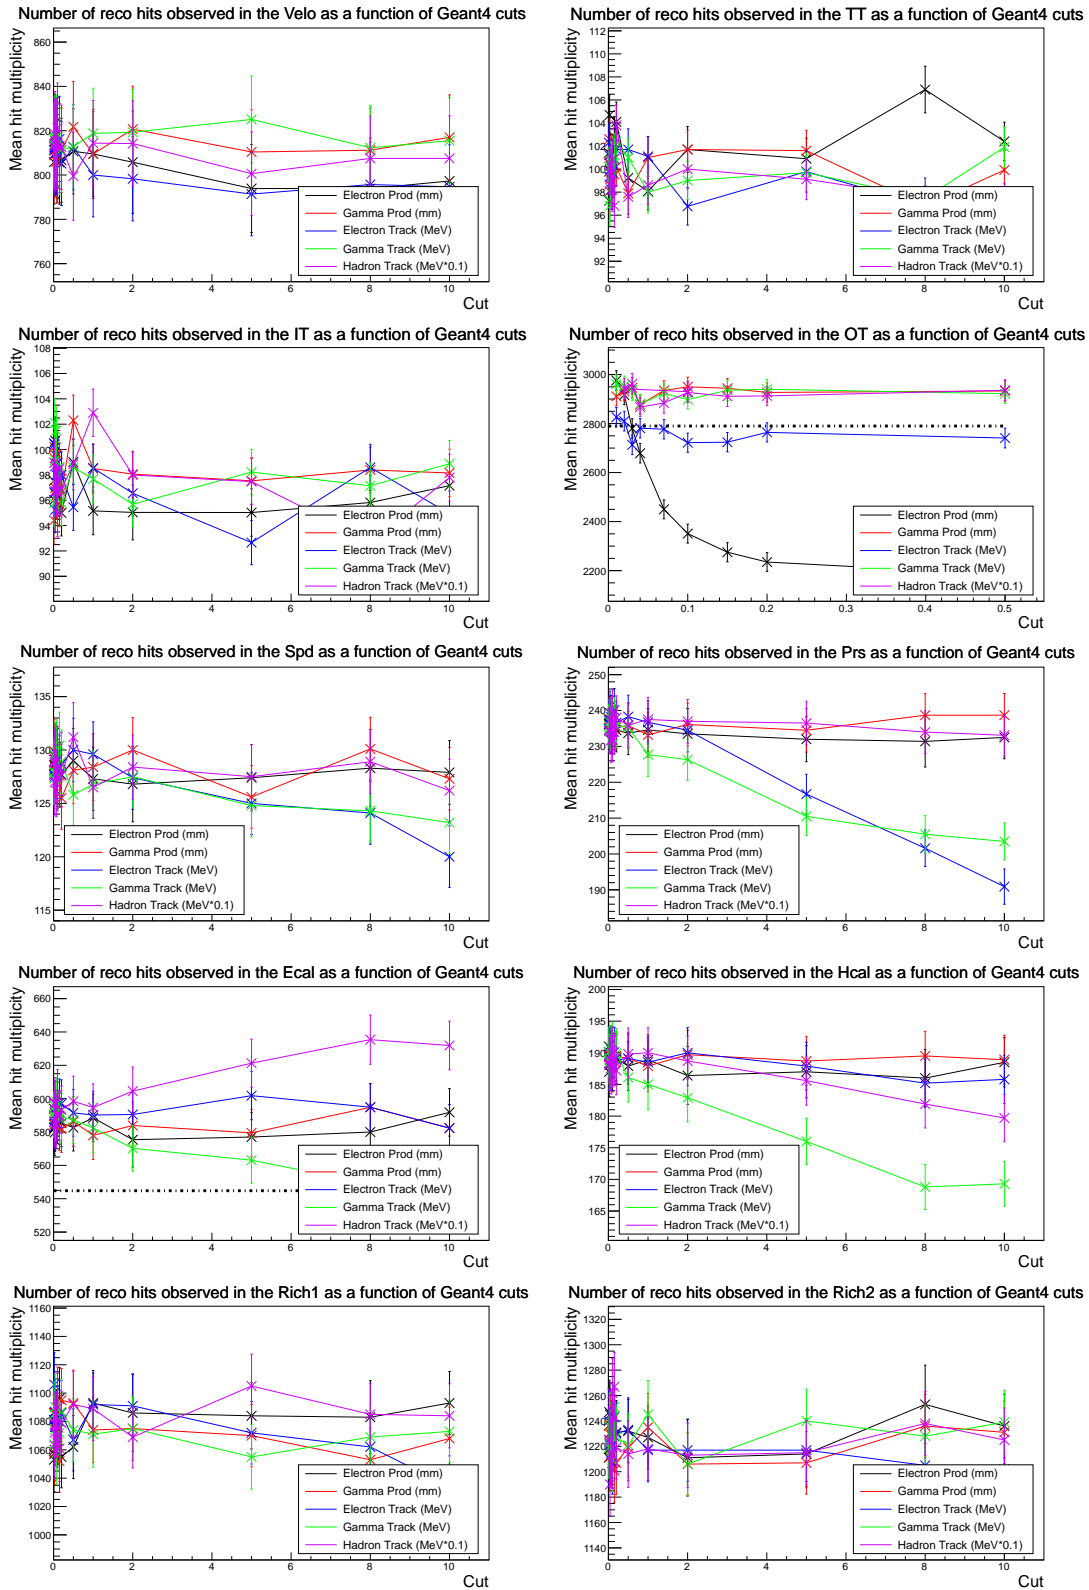 Number of reco hits observed in the Velo as a function of Geant4 cuts
Mean hit multiplicity
860
840
820
800
780
760
0 2 4 6 8 10
Cut
Electron Prod (mm)
Gamma Prod (mm)
Electron Track (MeV)
Gamma Track (MeV)
Hadron Track (MeV*0.1)
Number of reco hits observed in the TT as a function of Geant4 cuts
Mean hit multiplicity
112
110
108
106
104
102
100
98
96
94
92
0 2 4 6 8 10
Cut
Electron Prod (mm)
Gamma Prod (mm)
Electron Track (MeV)
Gamma Track (MeV)
Hadron Track (MeV*0.1)
Number of reco hits observed in the IT as a function of Geant4 cuts
Mean hit multiplicity
108
106
104
102
100
98
96
94
92
90
0 2 4 6 8 10
Cut
Electron Prod (mm)
Gamma Prod (mm)
Electron Track (MeV)
Gamma Track (MeV)
Hadron Track (MeV*0.1)
Number of reco hits observed in the OT as a function of Geant4 cuts
Mean hit multiplicity
3000
2800
2600
2400
2200
0 0.1 0.2 0.3 0.4 0.5
Cut
Electron Prod (mm)
Gamma Prod (mm)
Electron Track (MeV)
Gamma Track (MeV)
Hadron Track (MeV*0.1)
Number of reco hits observed in the Spd as a function of Geant4 cuts
Mean hit multiplicity
135
130
125
120
115
0 2 4 6 8 10
Cut
Electron Prod (mm)
Gamma Prod (mm)
Electron Track (MeV)
Gamma Track (MeV)
Hadron Track (MeV*0.1)
Number of reco hits observed in the Prs as a function of Geant4 cuts
Mean hit multiplicity
250
240
230
220
210
200
190
0 2 4 6 8 10
Cut
Electron Prod (mm)
Gamma Prod (mm)
Electron Track (MeV)
Gamma Track (MeV)
Hadron Track (MeV*0.1)
Number of reco hits observed in the Ecal as a function of Geant4 cuts
Mean hit multiplicity
660
640
620
600
580
560
540
520
0 2 4 6 8 10
Cut
Electron Prod (mm)
Gamma Prod (mm)
Electron Track (MeV)
Gamma Track (MeV)
Hadron Track (MeV*0.1)
Number of reco hits observed in the Hcal as a function of Geant4 cuts
Mean hit multiplicity
200
195
190
185
180
175
170
165
0 2 4 6 8 10
Cut
Electron Prod (mm)
Gamma Prod (mm)
Electron Track (MeV)
Gamma Track (MeV)
Hadron Track (MeV*0.1)
Number of reco hits observed in the Rich1 as a function of Geant4 cuts
Mean hit multiplicity
1160
1140
1120
1100
1080
1060
1040
1020
1000
0 2 4 6 8 10
Cut
Electron Prod (mm)
Gamma Prod (mm)
Electron Track (MeV)
Gamma Track (MeV)
Hadron Track (MeV*0.1)
Number of reco hits observed in the Rich2 as a function of Geant4 cuts
Mean hit multiplicity
1320
1300
1280
1260
1240
1220
1200
1180
1160
1140
0 2 4 6 8 10
Cut
Electron Prod (mm)
Gamma Prod (mm)
Electron Track (MeV)
Gamma Track (MeV)
Hadron Track (MeV*0.1)